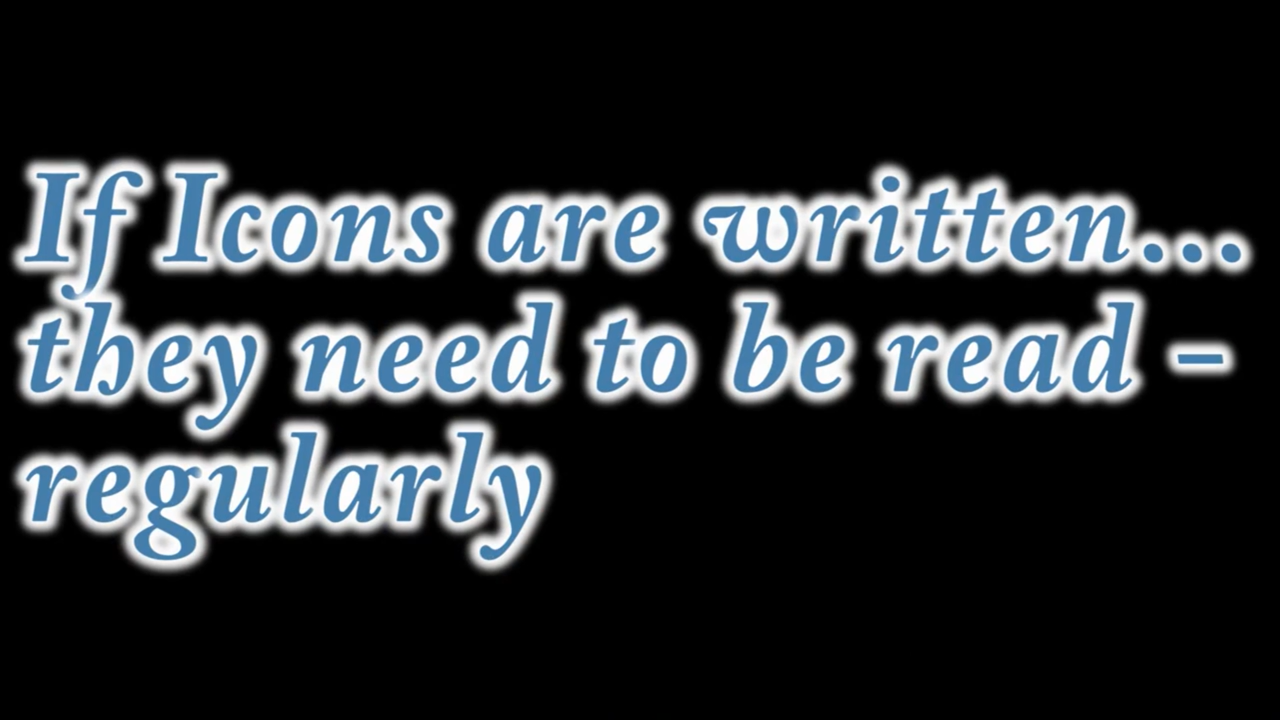 If Icons are written...
they need to be read –
regularly